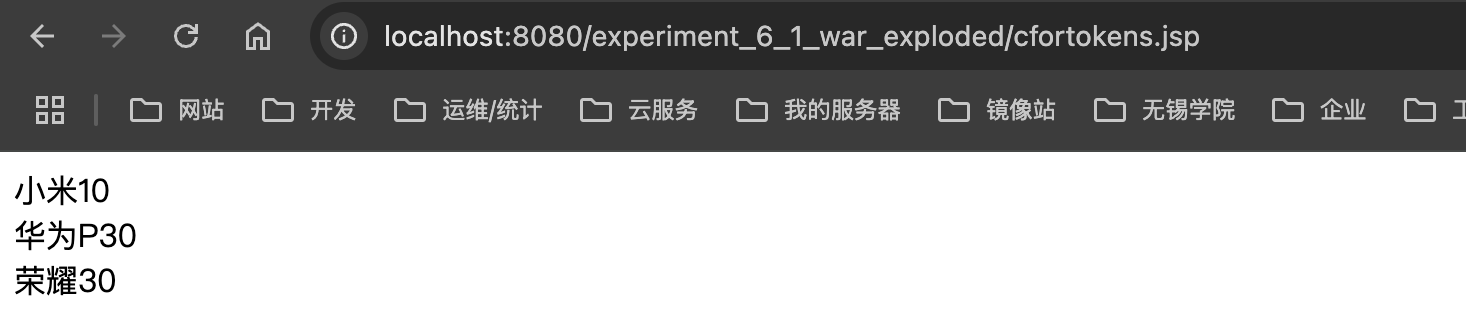 localhost:8080/experiment_6_1_war_exploded/cfortokens.jsp
网站 开发 运维/统计 云服务 我的服务器 镜像站 无锡学院 企业
小米10
华为P30
荣耀30